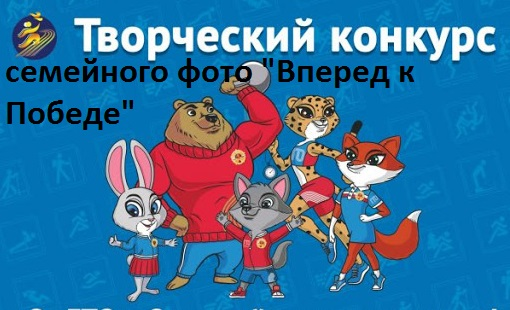 Творческий конкурс
семейного фото "Вперед к
Победе"